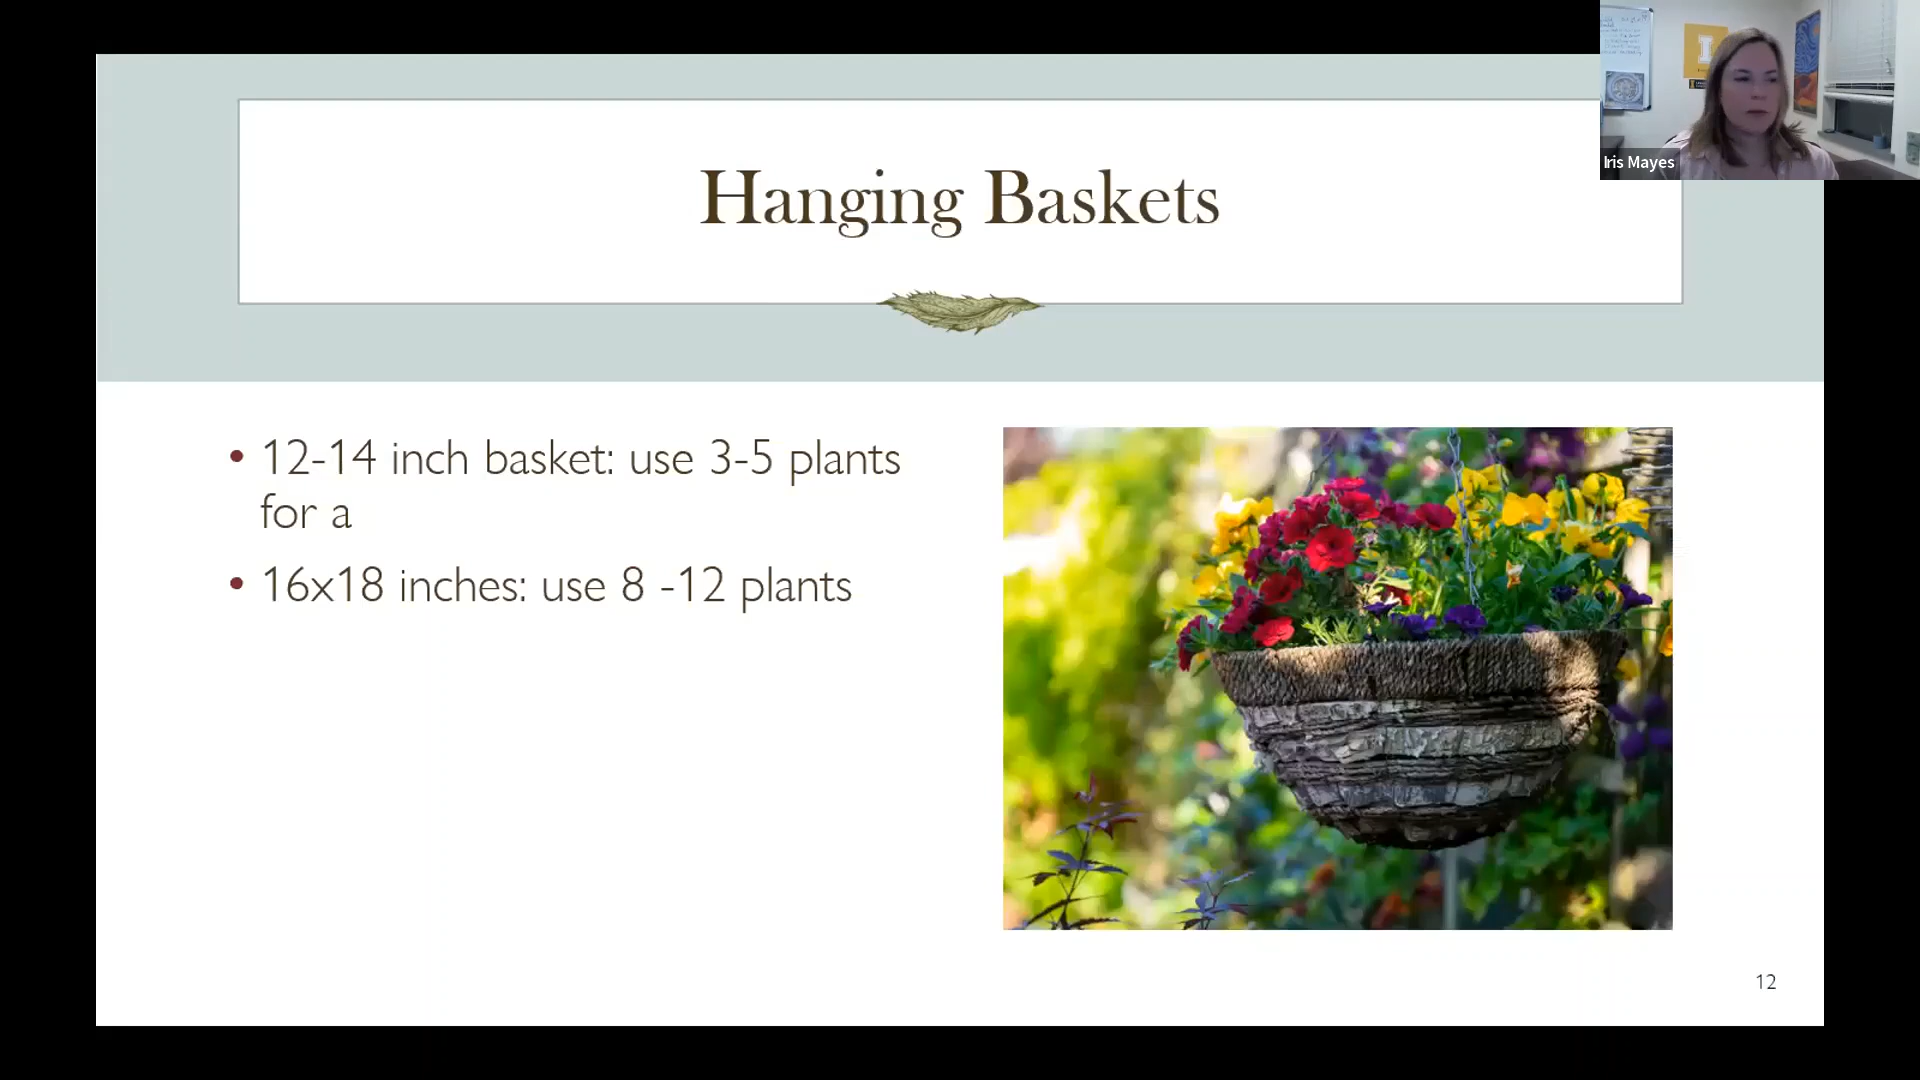 Iris Mayes
Hanging Baskets
• 12-14 inch basket: use 3-5 plants
for a
• 16x18 inches: use 8 -12 plants
12